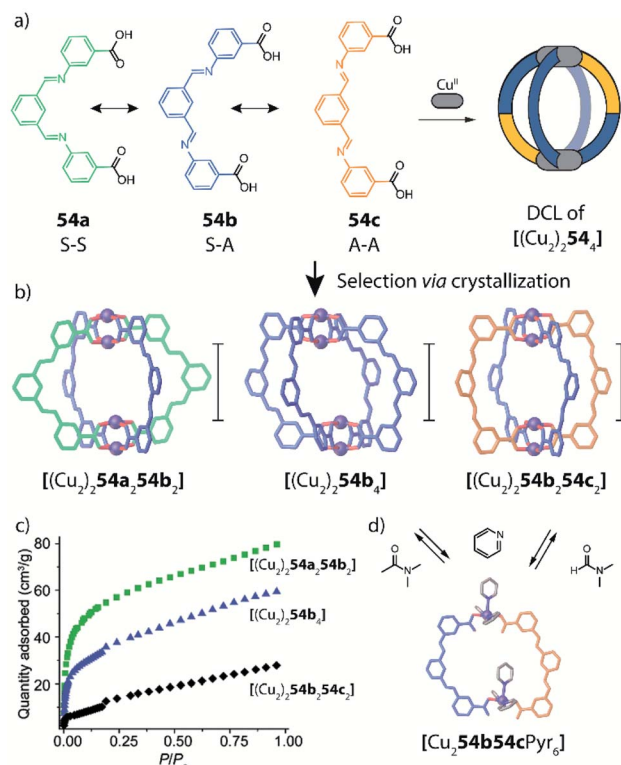 a)
OH
O
N
N
O
OH
O
OH
N
N
O
OH
O
OH
N
N
O
OH
Cu^II
54a
S-S
54b
S-A
54c
A-A
DCL of
[(Cu₂)₂54₄]
Selection via crystallization
b)
[(Cu₂)₂54a₂54b₂]
[(Cu₂)₂54b₄]
[(Cu₂)₂54b₂54c₂]
c)
Quantity adsorbed (cm³/g)
80
60
40
20
[(Cu₂)₂54a₂54b₂]
[(Cu₂)₂54b₄]
[(Cu₂)₂54b₂54c₂]
0.00 0.25 0.50 0.75 1.00
d)
O
N
N
O
H N
[Cu₂54b54cPyr₆]